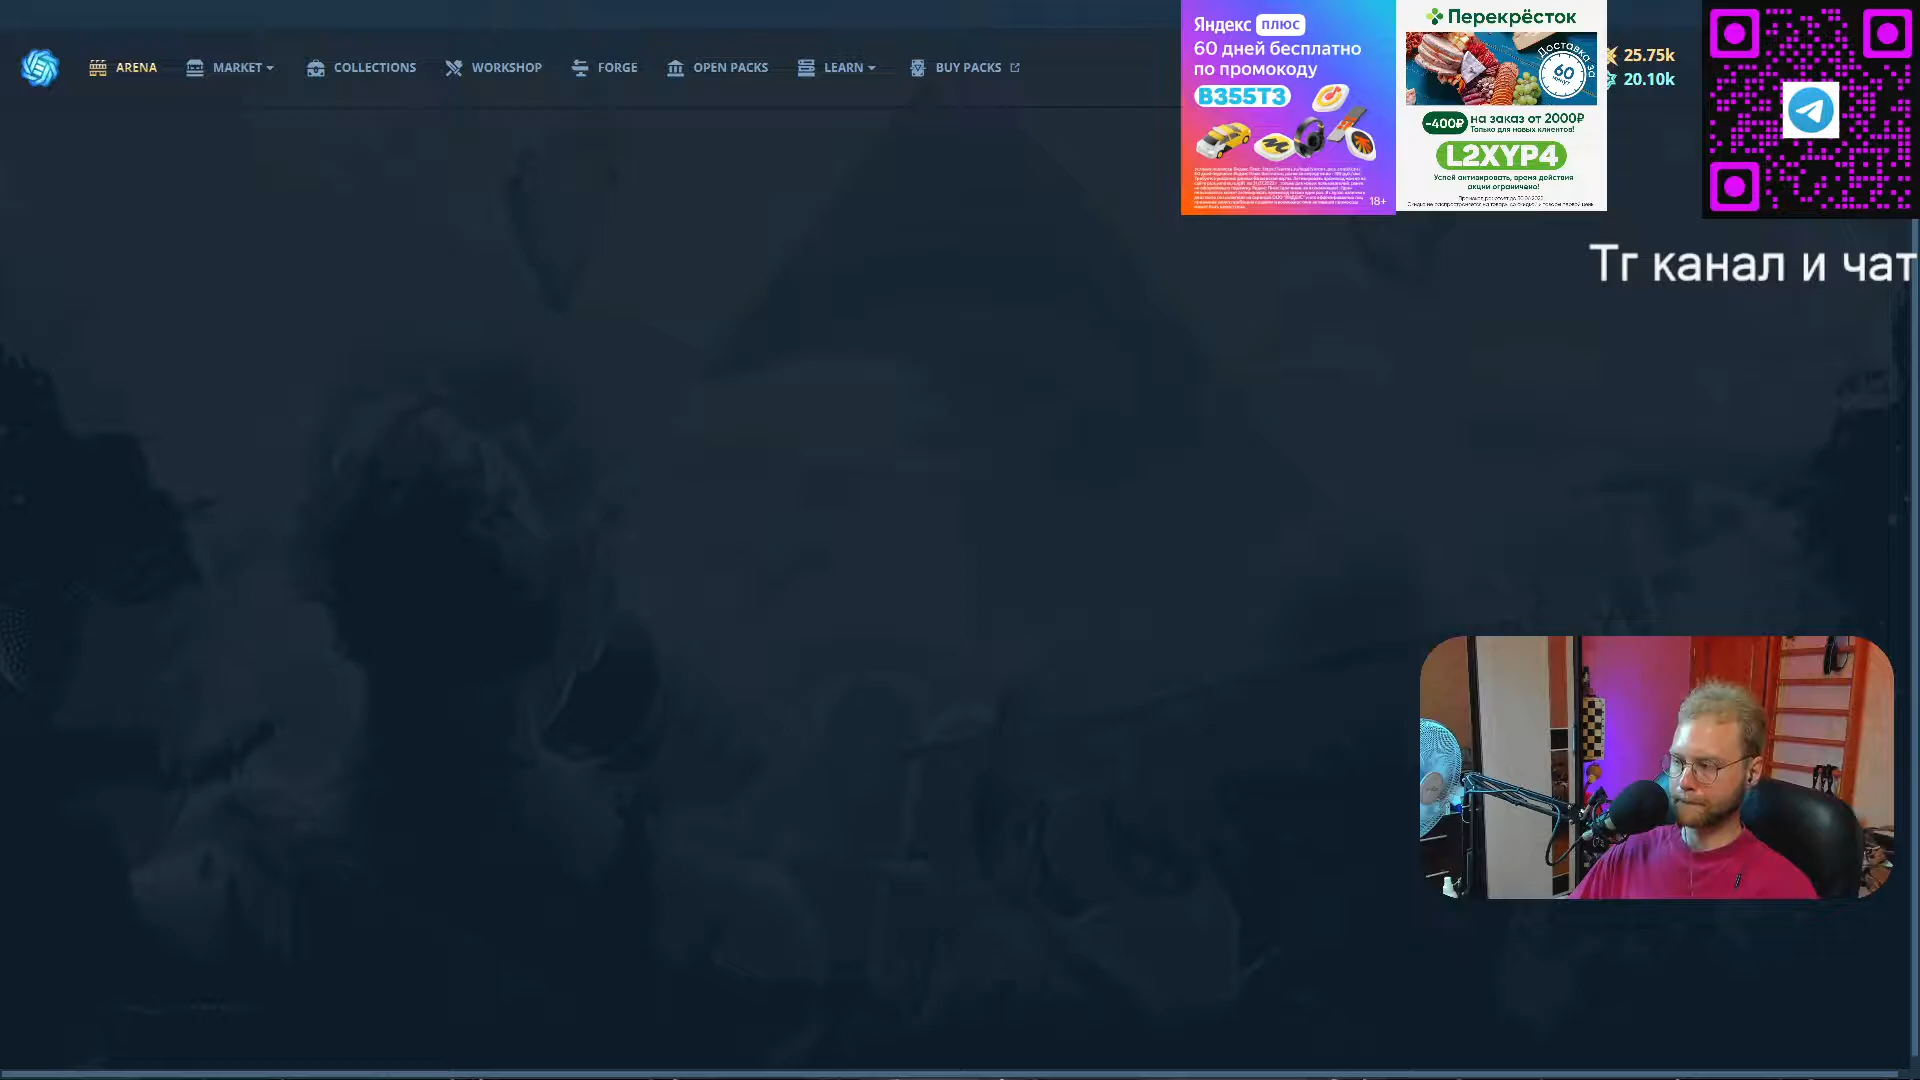 ARENA
MARKET
COLLECTIONS
WORKSHOP
FORGE
OPEN PACKS
LEARN
BUY PACKS
Яндекс плюс
60 дней бесплатно
по промокоду
B355T3
18+
Перекрёсток
Доставка за
60
минут
-400₽ на заказ от 2000₽
Только для новых клиентов!
L2XYP4
Успей активировать, время действия
акции ограничено!
25.75k
20.10k
Тг канал и чат